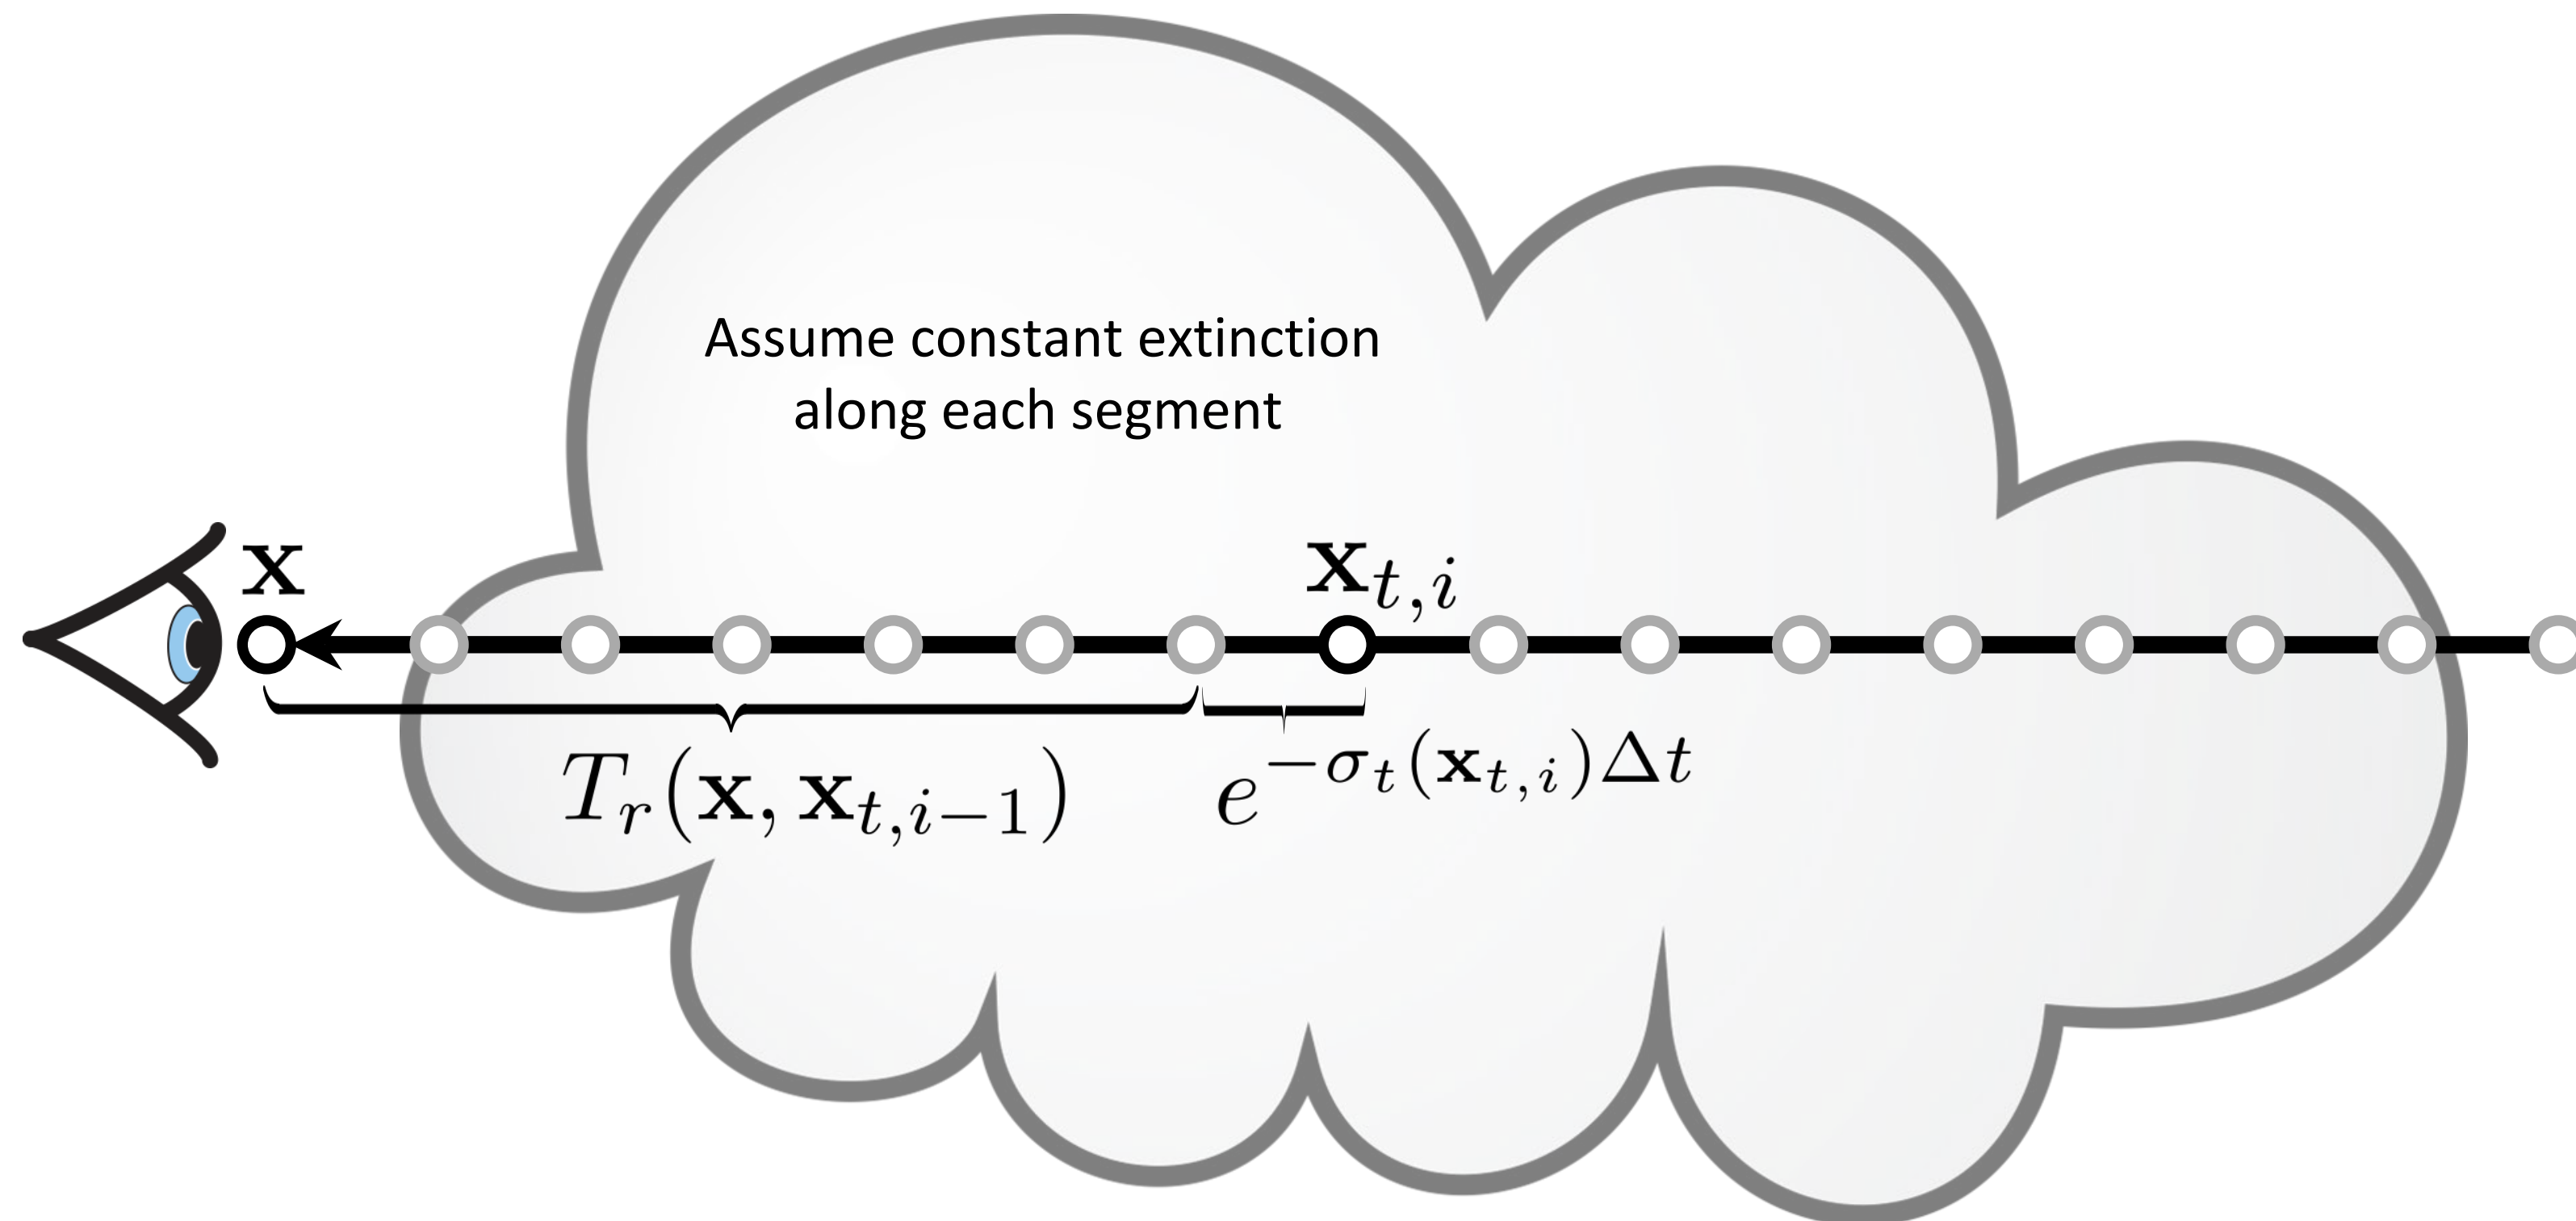 Assume constant extinction
along each segment
x
x_{t,i}
T_r(x, x_{t,i−1})
e^{−σ_t(x_{t,i})Δt}